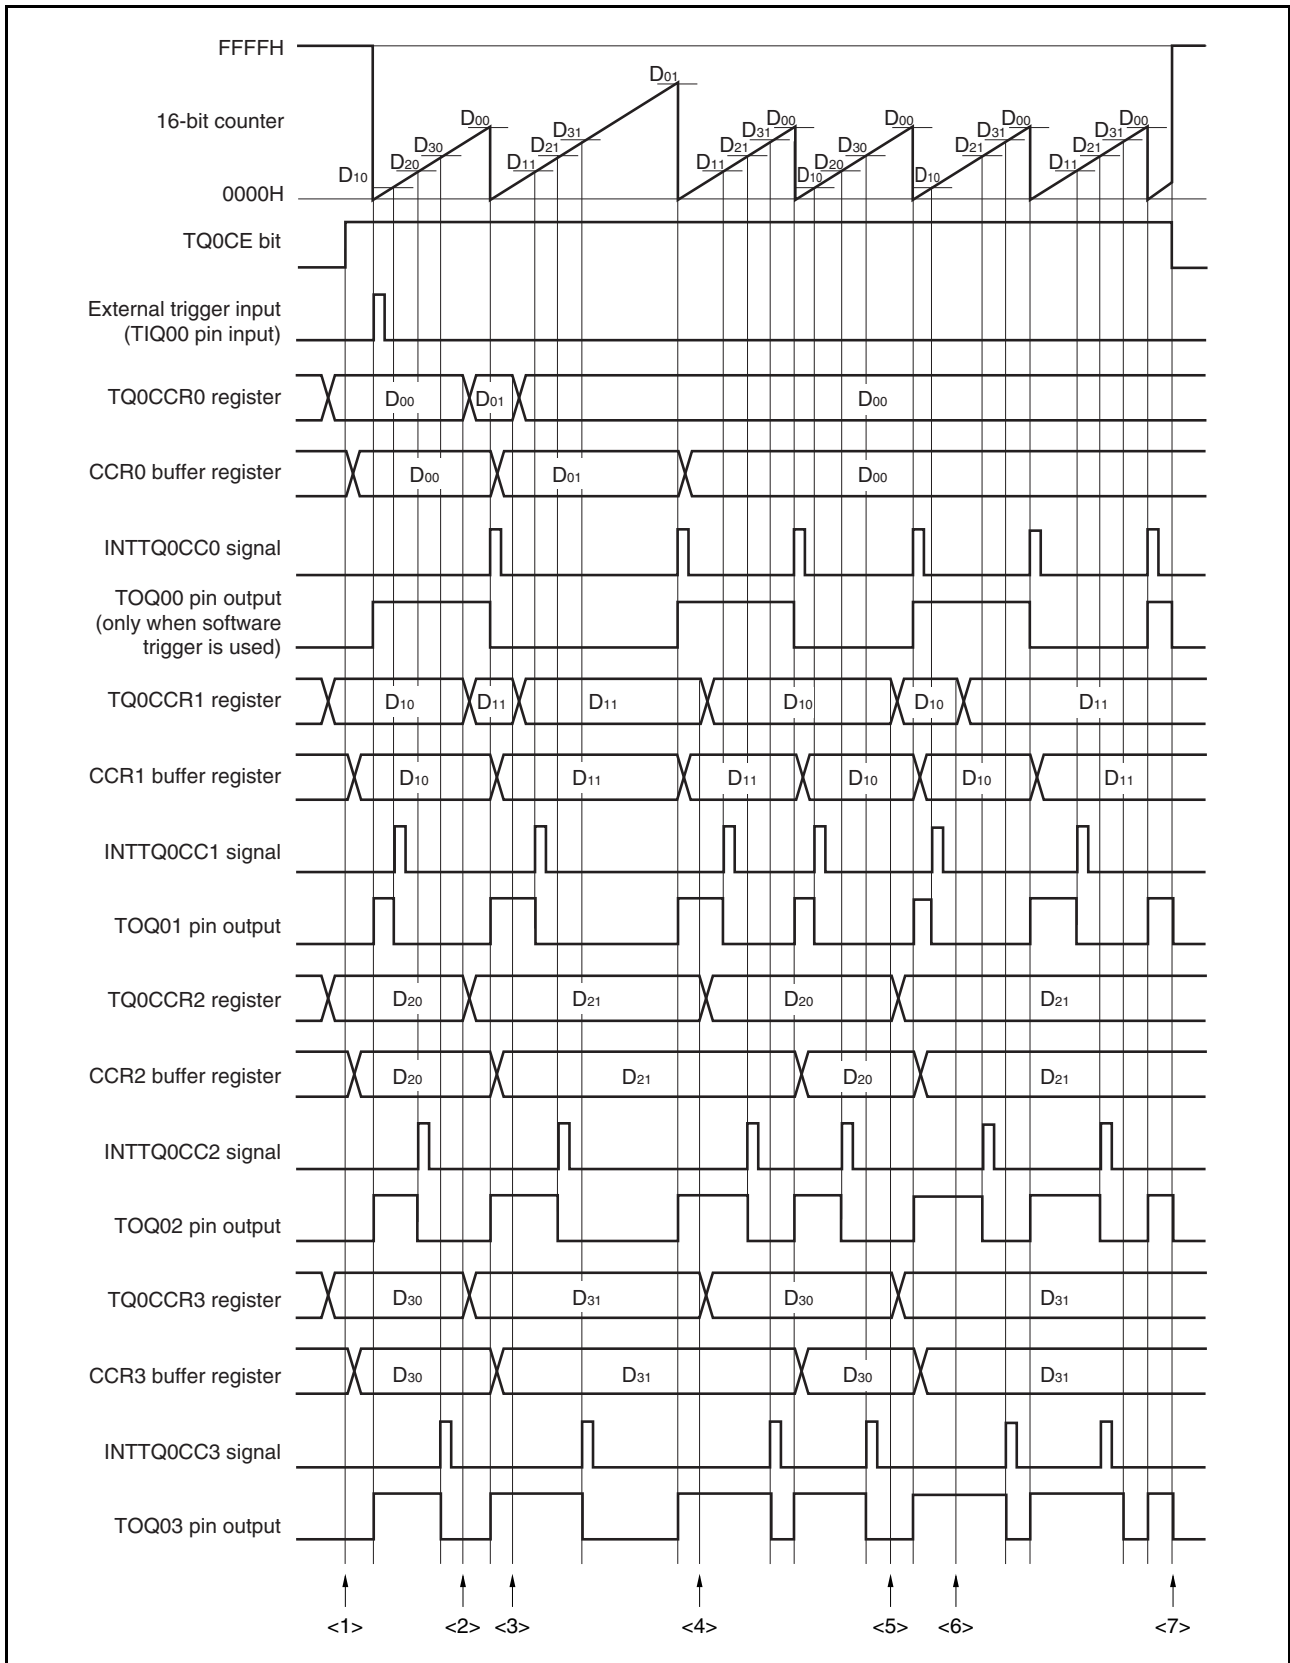 FFFFH
D01
16-bit counter
D00 D31 D00 D00 D00 D00
D30 D21 D31 D30 D31 D31
D20 D11 D21 D20 D21 D21
D10 D11 D10 D10 D11
0000H
TQ0CE bit
External trigger input
(TIQ00 pin input)
TQ0CCR0 register D00 D01 D00
CCR0 buffer register D00 D01 D00
INTTQ0CC0 signal
TOQ00 pin output
(only when software
trigger is used)
TQ0CCR1 register D10 D11 D11 D10 D10 D11
CCR1 buffer register D10 D11 D11 D10 D10 D11
INTTQ0CC1 signal
TOQ01 pin output
TQ0CCR2 register D20 D21 D20 D21
CCR2 buffer register D20 D21 D20 D21
INTTQ0CC2 signal
TOQ02 pin output
TQ0CCR3 register D30 D31 D30 D31
CCR3 buffer register D30 D31 D30 D31
INTTQ0CC3 signal
TOQ03 pin output
<1> <2> <3> <4> <5> <6> <7>